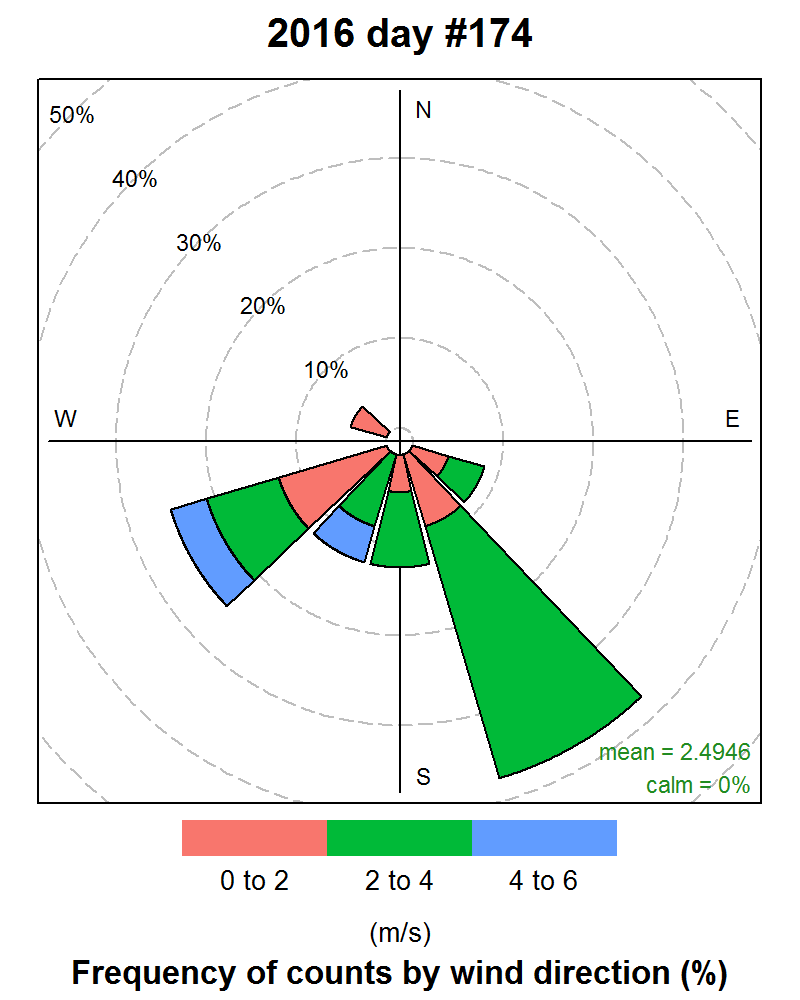 2016 day #174
50%
N
40%
30%
20%
10%
W
E
mean = 2.4946
S
calm = 0%
0 to 2 2 to 4 4 to 6
(m/s)
Frequency of counts by wind direction (%)